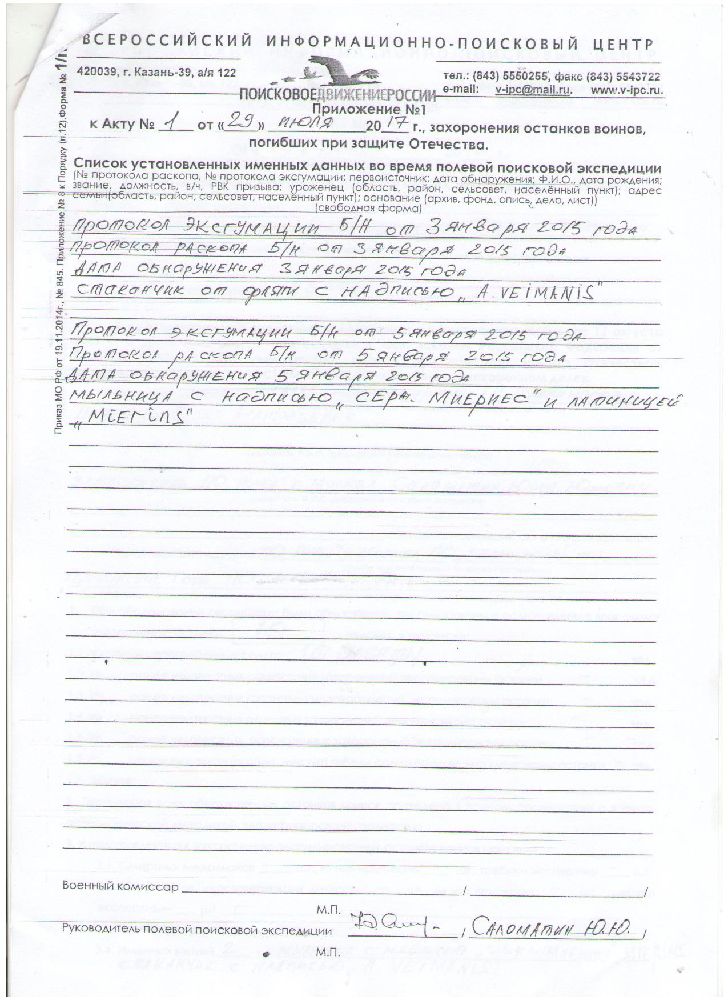 ВСЕРОССИЙСКИЙ ИНФОРМАЦИОННО-ПОИСКОВЫЙ ЦЕНТР
420039, г. Казань-39, а/я 122
тел.: (843) 5550255, факс (843) 5543722
e-mail: v-ipc@mail.ru. www.v-ipc.ru.
ПОИСКОВОЕДВИЖЕНИЕРОССИИ
Приложение №1
к Акту № 1 от «29» июля 2017 г., захоронения останков воинов,
погибших при защите Отечества.
Приказ МО РФ от 19.11.2014г., № 845. Приложение № 8 к Порядку (п.12). Форма № 1/
Список установленных именных данных во время полевой поисковой экспедиции
(№ протокола раскопа, № протокола эксгумации; первоисточник; дата обнаружения; Ф.И.О., дата рождения;
звание, должность, в/ч, РВК призыва; уроженец (область, район, сельсовет, населённый пункт); адрес
семьи(область, район, сельсовет, населённый пункт); основание (архив, фонд, опись, дело, лист))
(свободная форма)
Протокол эксгумации Б/Н от 3 января 2015 года
Протокол раскопа Б/Н от 3 января 2015 года
Дата обнаружения 3 января 2015 года
Стаканчик от фляги с надписью „A. VEIMANIS"
Протокол эксгумации Б/Н от 5 января 2015 года
Протокол раскопа Б/Н от 5 января 2015 года
Дата обнаружения 5 января 2015 года
мыльница с надписью „СЕРЖ. МИЕРИЕС" и латиницей
„MIERINS"
Военный комиссар / /
М.П.
Руководитель полевой поисковой экспедиции / Саломатин Ю.Ю. /
М.П.